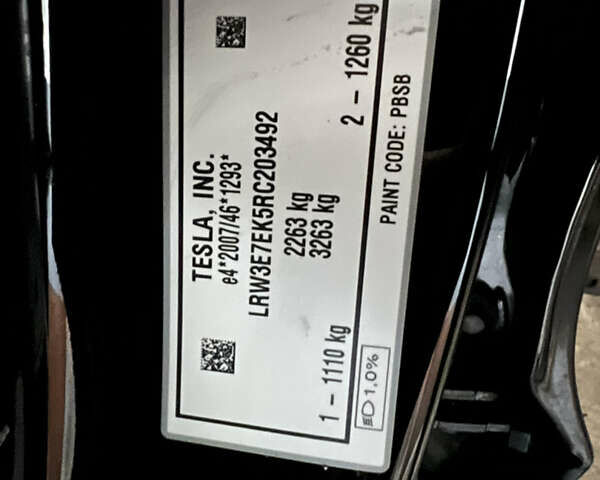 TESLA, INC.
e4*2007/46*1293*
LRW3E7EK5RC203492
2263 kg
3263 kg
1 - 1110 kg
2 - 1260 kg
1,0%
PAINT CODE: PBSB